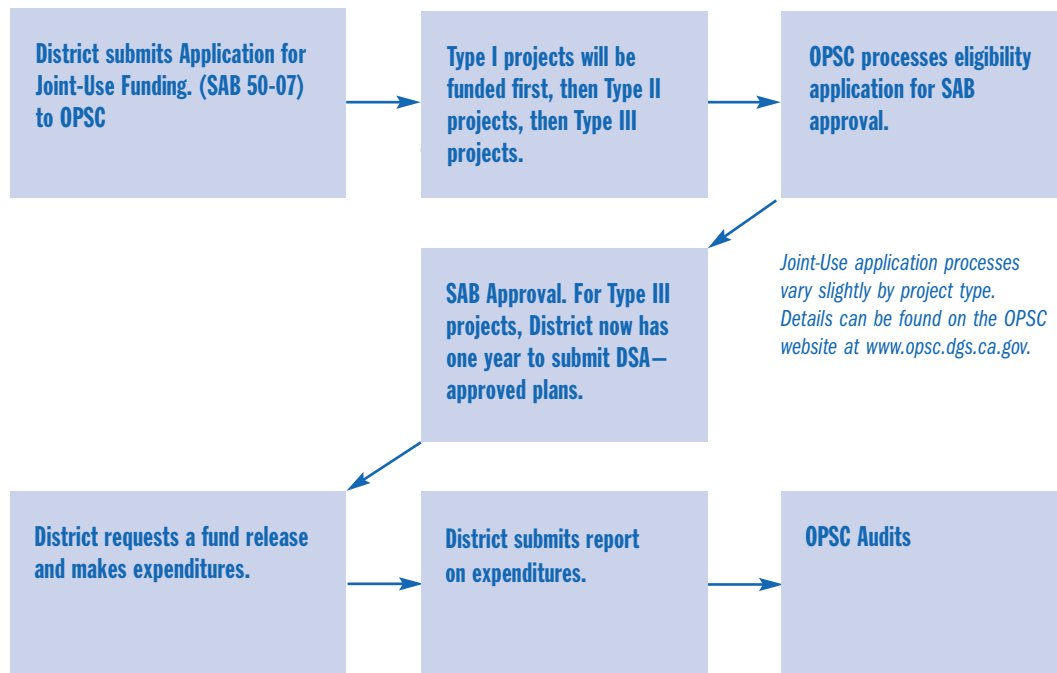 District submits Application for
Joint-Use Funding. (SAB 50-07)
to OPSC
Type I projects will be
funded first, then Type II
projects, then Type III
projects.
OPSC processes eligibility
application for SAB
approval.
SAB Approval. For Type III
projects, District now has
one year to submit DSA–
approved plans.
Joint-Use application processes
vary slightly by project type.
Details can be found on the OPSC
website at www.opsc.dgs.ca.gov.
District requests a fund release
and makes expenditures.
District submits report
on expenditures.
OPSC Audits